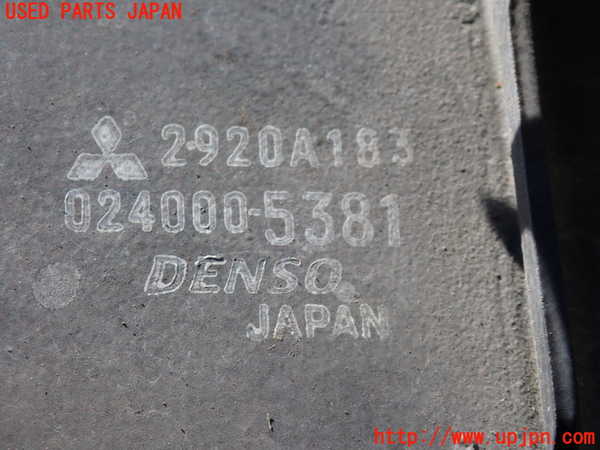 USED PARTS JAPAN
2920A183
024000-5381
DENSO
JAPAN
http://www.upjpn.com